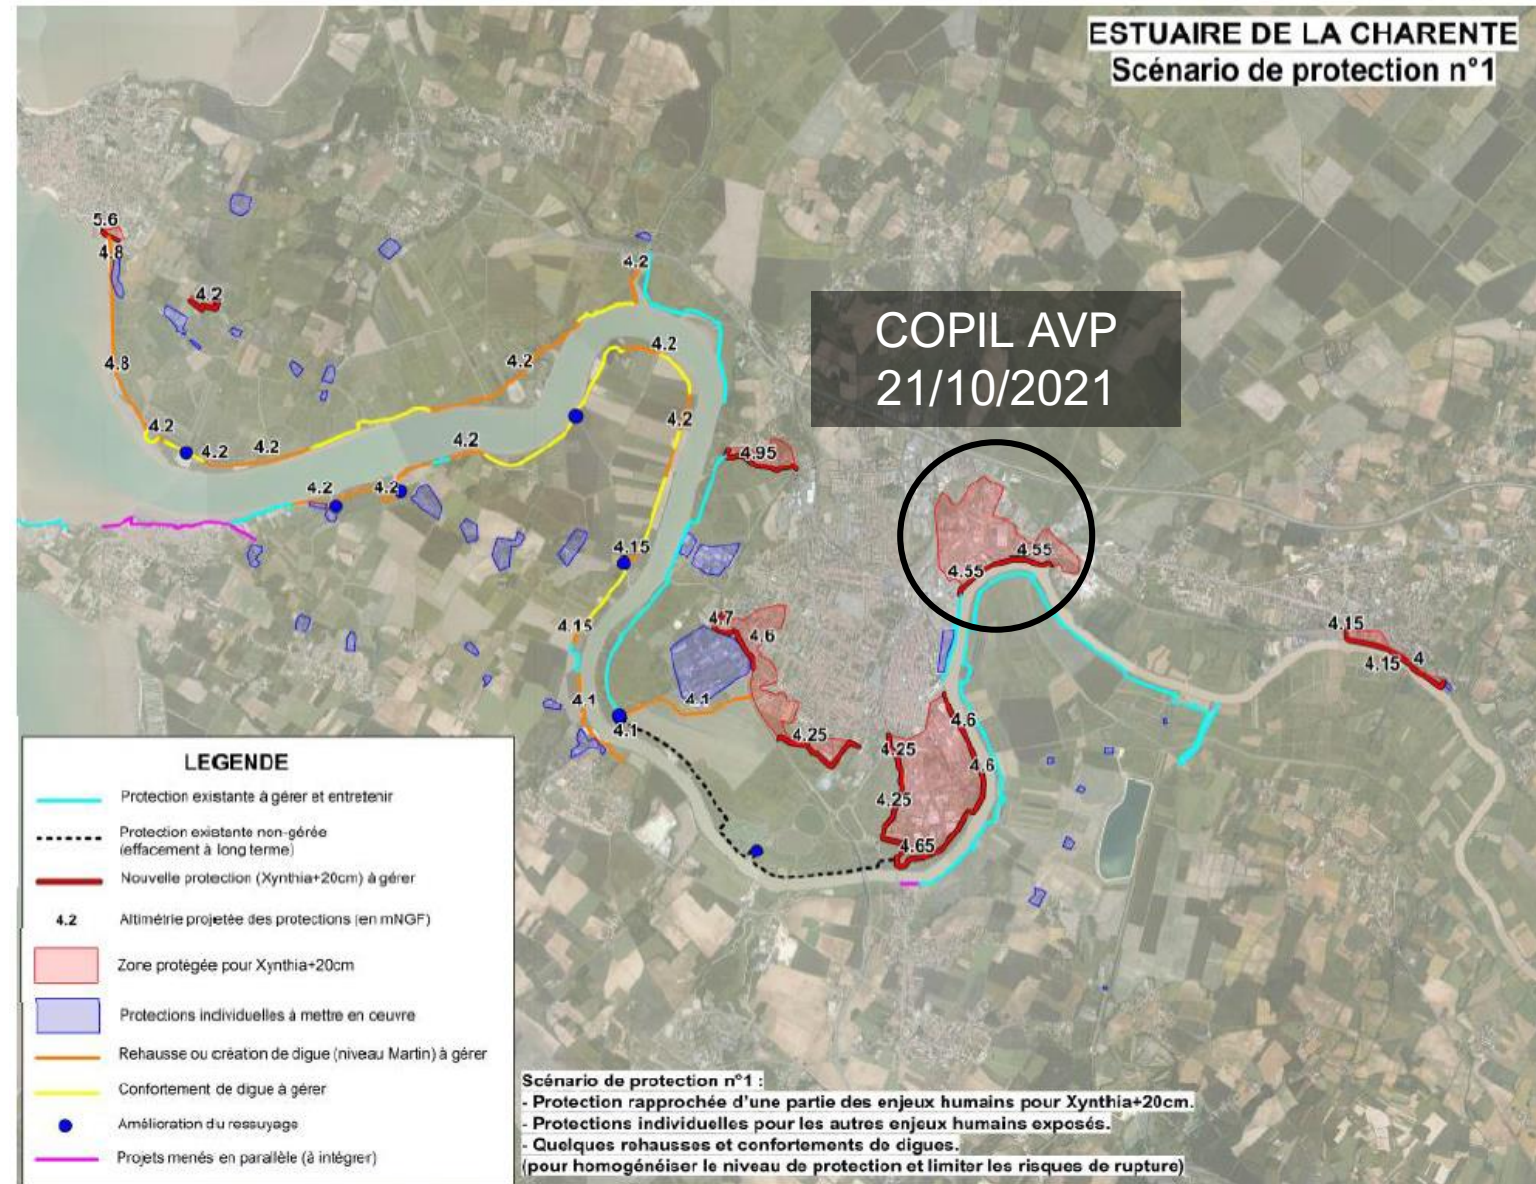 ESTUAIRE DE LA CHARENTE
Scénario de protection n°1
COPIL AVP
21/10/2021
5.6
4.8
4.2
4.2
4.8
4.2
4.2
4.2
4.2
4.2
4.2
4.2
4.2
4.2
4.2
4.95
4.55
4.55
4.15
4.15
4.7
4.6
4.1
4.1
4.1
4.25
4.15
4.15
4
4.6
4.25
4.6
4.25
4.65
LEGENDE
Protection existante à gérer et entretenir
Protection existante non-gérée
(effacement à long terme)
Nouvelle protection (Xynthia+20cm) à gérer
4.2 Altimétrie projetée des protections (en mNGF)
Zone protégée pour Xynthia+20cm
Protections individuelles à mettre en oeuvre
Rehausse ou création de digue (niveau Martin) à gérer
Confortement de digue à gérer
Amélioration du ressuyage
Projets menés en parallèle (à intégrer)
Scénario de protection n°1 :
- Protection rapprochée d'une partie des enjeux humains pour Xynthia+20cm.
- Protections individuelles pour les autres enjeux humains exposés.
- Quelques rehausses et confortements de digues.
(pour homogénéiser le niveau de protection et limiter les risques de rupture)